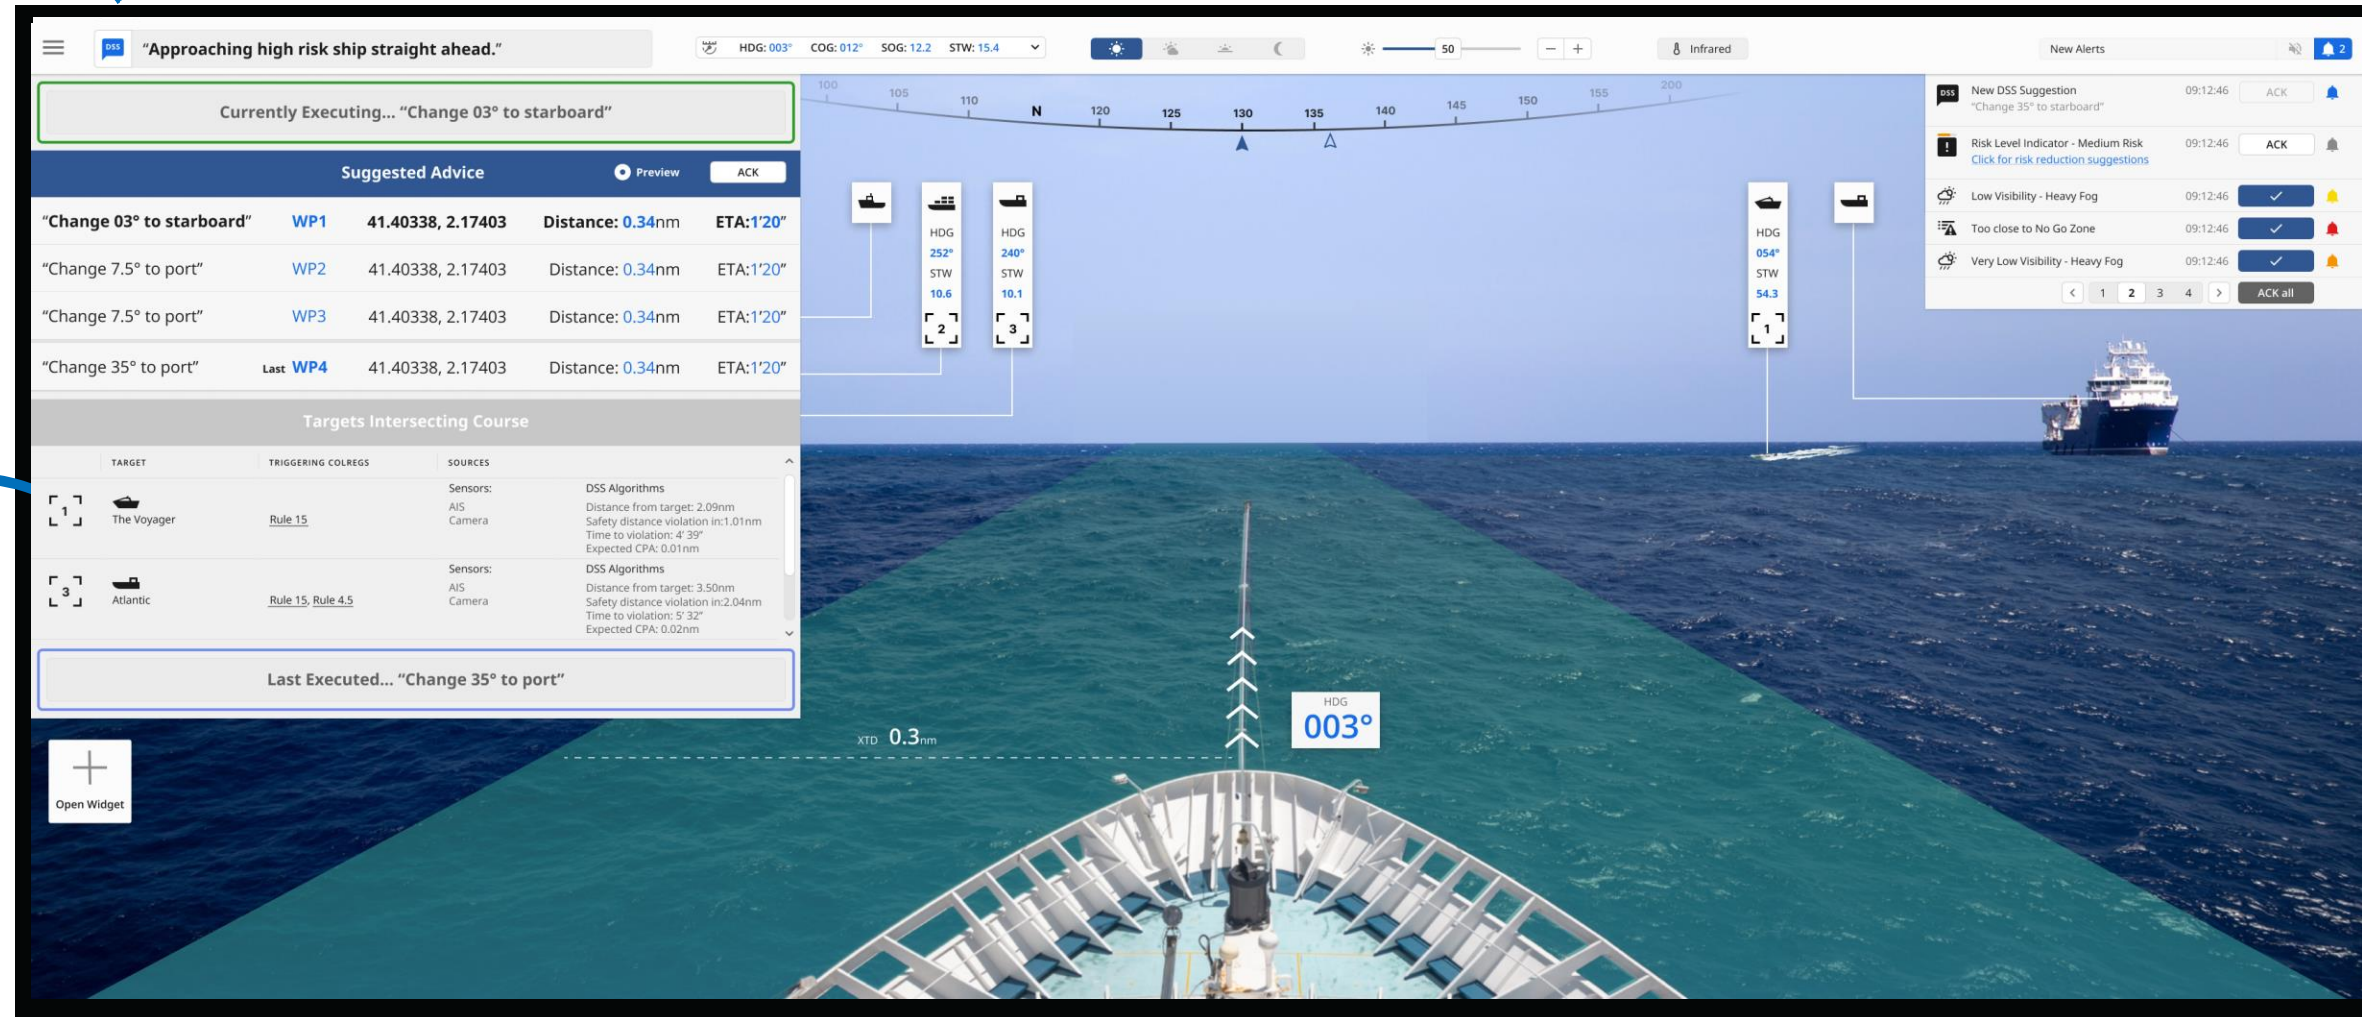 DSS
“Approaching high risk ship straight ahead.”
HDG: 003° COG: 012° SOG: 12.2 STW: 15.4
50
− +
Infrared
New Alerts
2
Currently Executing... “Change 03° to starboard”
Suggested Advice Preview ACK
“Change 03° to starboard” WP1 41.40338, 2.17403 Distance: 0.34nm ETA:1’20”
“Change 7.5° to port” WP2 41.40338, 2.17403 Distance: 0.34nm ETA:1’20”
“Change 7.5° to port” WP3 41.40338, 2.17403 Distance: 0.34nm ETA:1’20”
“Change 35° to port” Last WP4 41.40338, 2.17403 Distance: 0.34nm ETA:1’20”
Targets Intersecting Course
TARGET TRIGGERING COLREGS SOURCES
Sensors: DSS Algorithms
AIS Distance from target: 2.09nm
1 The Voyager Rule 15 Camera Safety distance violation in:1.01nm
Time to violation: 4’ 39”
Expected CPA: 0.01nm
Sensors: DSS Algorithms
AIS Distance from target: 3.50nm
3 Atlantic Rule 15, Rule 4.5 Camera Safety distance violation in:2.04nm
Time to violation: 5’ 32”
Expected CPA: 0.02nm
Last Executed... “Change 35° to port”
Open Widget
100 105 110 N 120 125 130 135 140 145 150 155 200
HDG
252°
STW
10.6
2
HDG
240°
STW
10.1
3
HDG
054°
STW
54.3
1
DSS New DSS Suggestion 09:12:46 ACK
“Change 35° to starboard”
! Risk Level Indicator - Medium Risk 09:12:46 ACK
Click for risk reduction suggestions
Low Visibility - Heavy Fog 09:12:46
Too close to No Go Zone 09:12:46
Very Low Visibility - Heavy Fog 09:12:46
< 1 2 3 4 > ACK all
HDG
003°
XTD 0.3nm